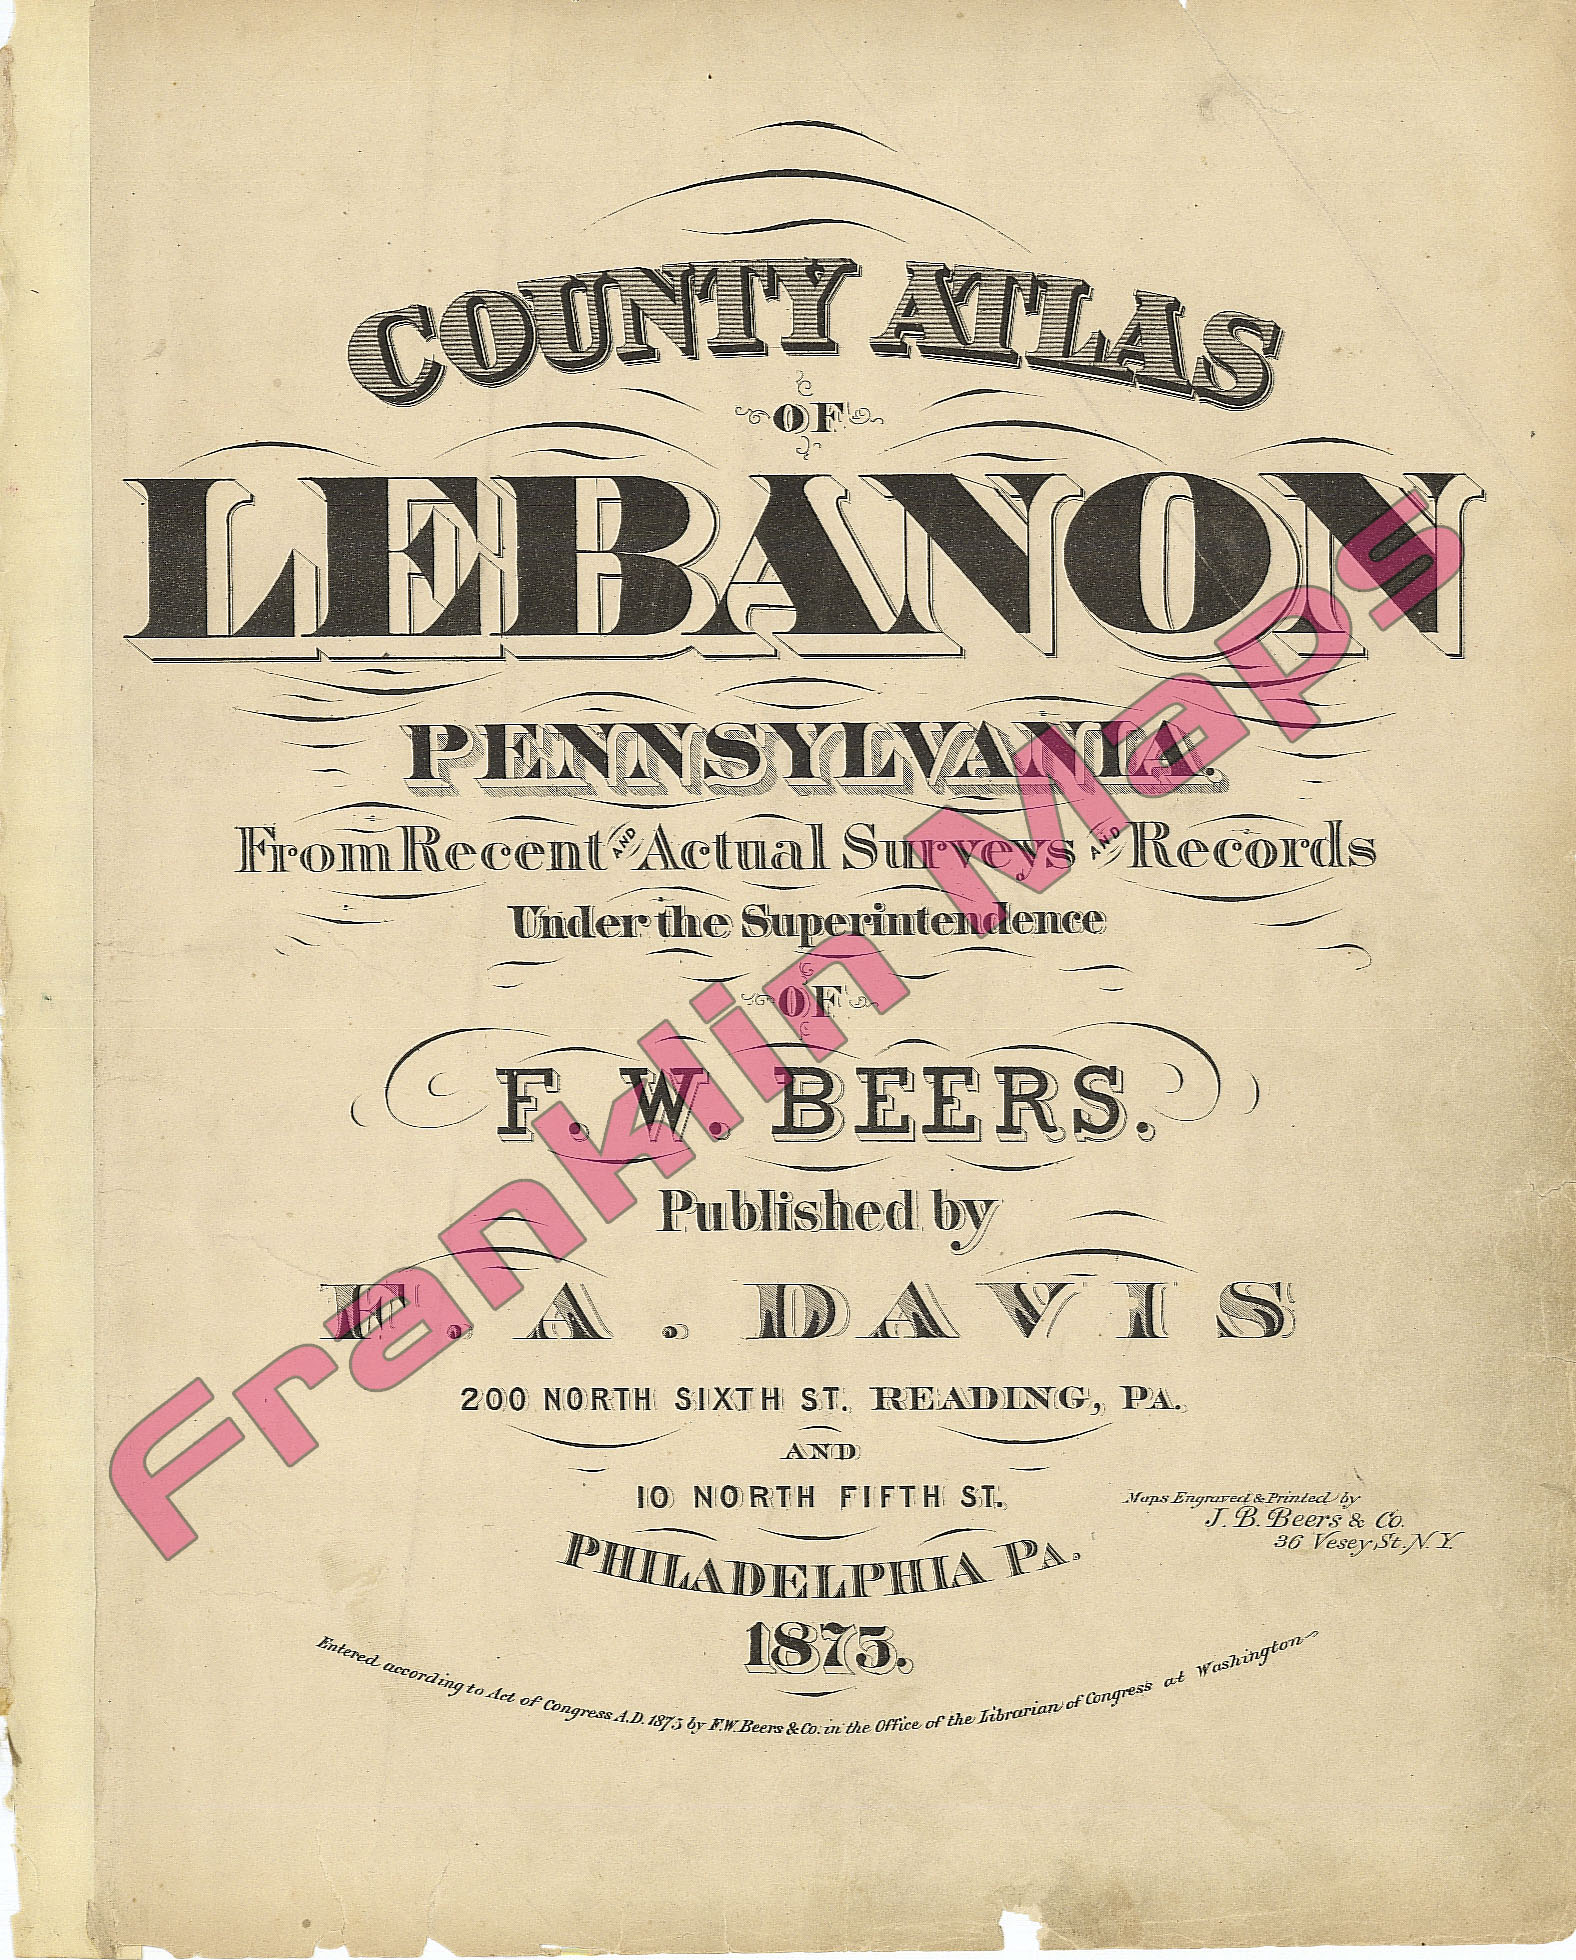 COUNTY ATLAS
OF
LEBANON
PENNSYLVANIA.
From Recent AND Actual Surveys AND Records
Under the Superintendence
OF
F. W. BEERS.
Published by
F. A. DAVIS
200 NORTH SIXTH ST. READING, PA.
AND
10 NORTH FIFTH ST.
PHILADELPHIA PA.
1875.
Maps Engraved & Printed by
J. B. Beers & Co.
36 Vesey St. N. Y.
Entered according to Act of Congress A.D. 1875 by F.W. Beers & Co. in the Office of the Librarian of Congress at Washington
Franklin Maps